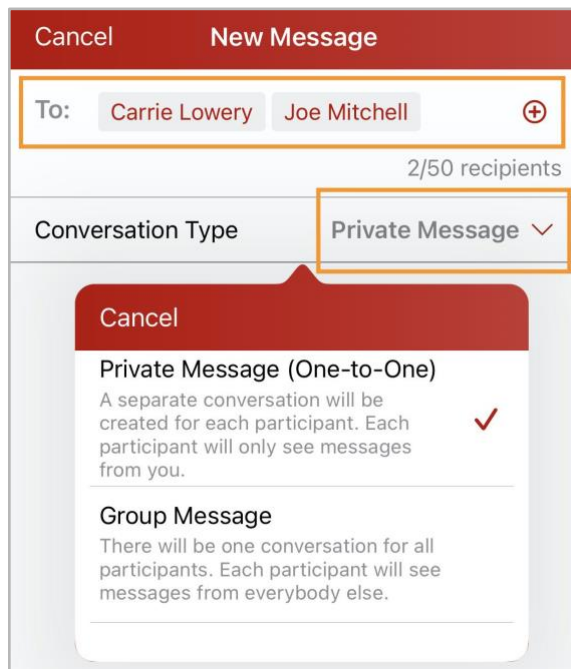 Cancel New Message
To: Carrie Lowery Joe Mitchell
2/50 recipients
Conversation Type Private Message
Cancel
Private Message (One-to-One)
A separate conversation will be
created for each participant. Each
participant will only see messages
from you.
Group Message
There will be one conversation for all
participants. Each participant will see
messages from everybody else.